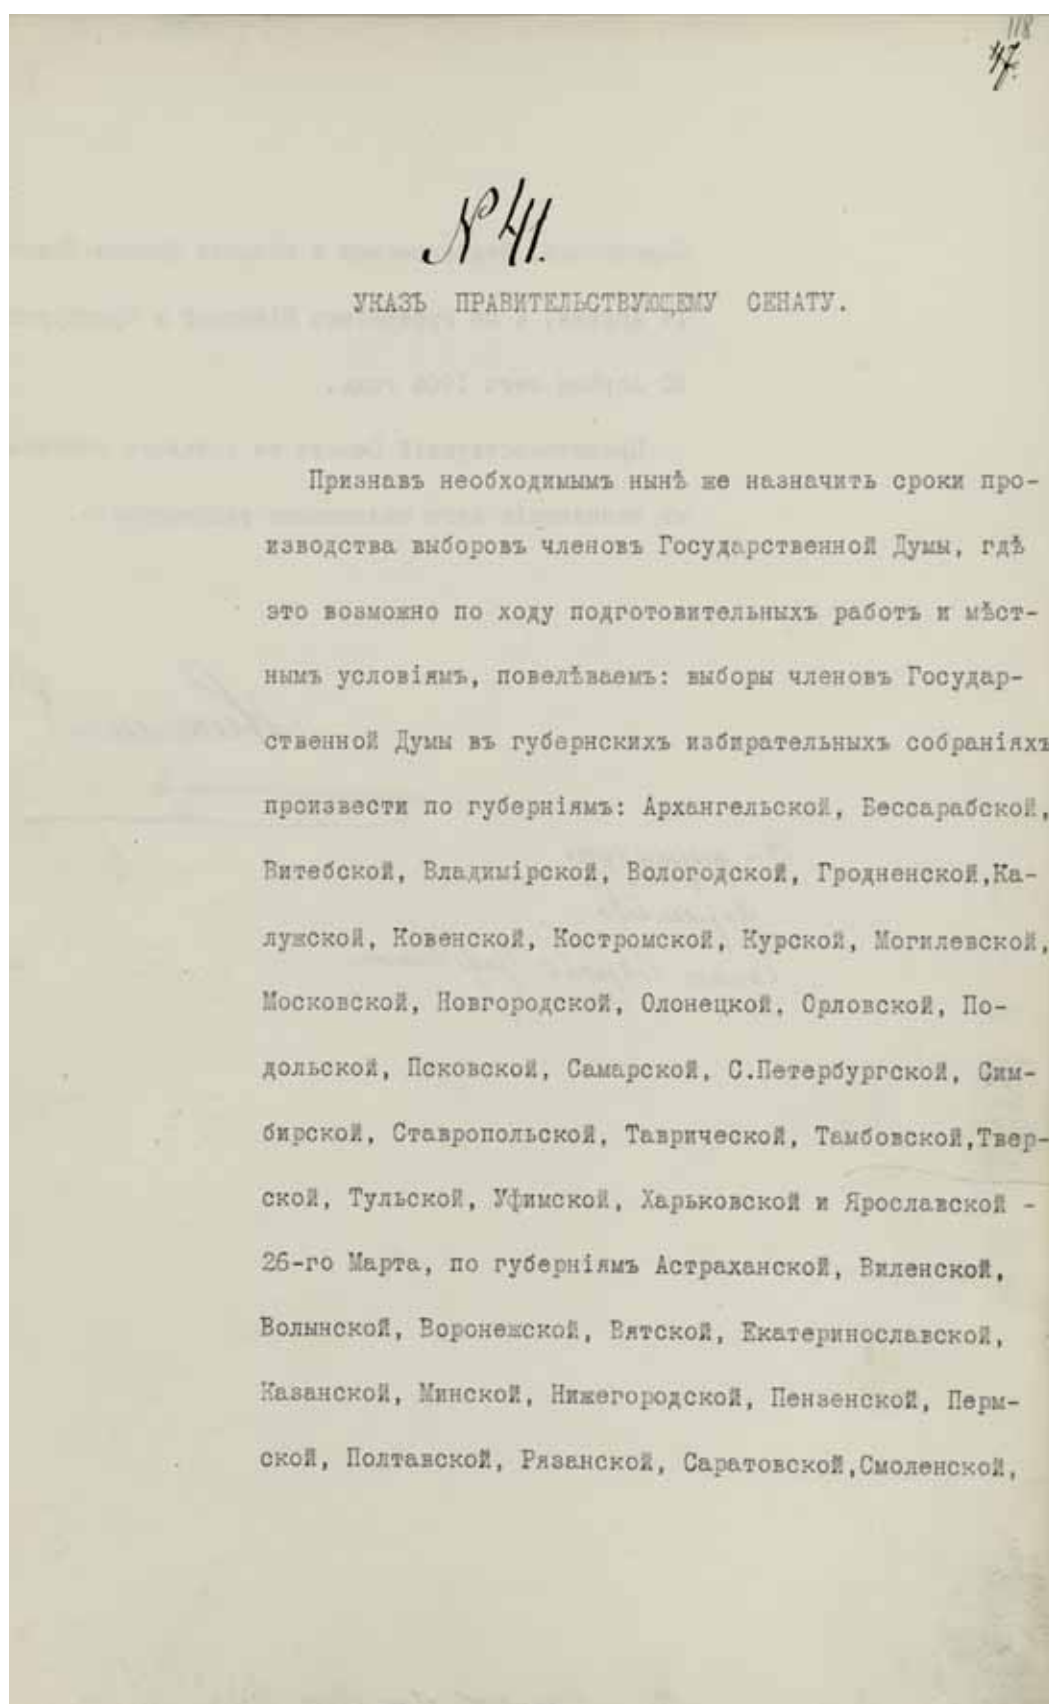 118
47.
№ 41.
УКАЗЪ ПРАВИТЕЛЬСТВУЮЩЕМУ СЕНАТУ.
Признавъ необходимымъ нынѣ же назначить сроки про-
изводства выборовъ членовъ Государственной Думы, гдѣ
это возможно по ходу подготовительныхъ работъ и мѣст-
нымъ условіямъ, повелѣваемъ: выборы членовъ Государ-
ственной Думы въ губернскихъ избирательныхъ собраніяхъ
произвести по губерніямъ: Архангельской, Бессарабской,
Витебской, Владимірской, Вологодской, Гродненской,Ка-
лужской, Ковенской, Костромской, Курской, Могилевской,
Московской, Новгородской, Олонецкой, Орловской, По-
дольской, Псковской, Самарской, С.Петербургской, Сим-
бирской, Ставропольской, Таврической, Тамбовской,Твер-
ской, Тульской, Уфимской, Харьковской и Ярославской -
26-го Марта, по губерніямъ Астраханской, Виленской,
Волынской, Воронежской, Вятской, Екатеринославской,
Казанской, Минской, Нижегородской, Пензенской, Перм-
ской, Полтавской, Рязанской, Саратовской,Смоленской,